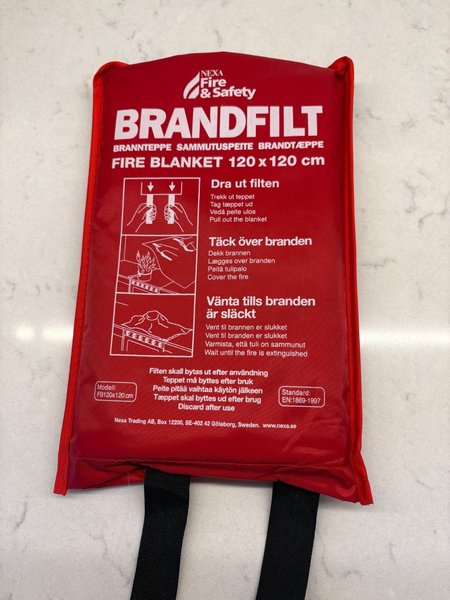 NEXA
Fire
& Safety
BRANDFILT
BRANNTEPPE SAMMUTUSPEITE BRANDTÆPPE
FIRE BLANKET 120 x 120 cm
Dra ut filten
Trekk ut teppet
Tag tæppet ud
Vedä peite ulos
Pull out the blanket
Täck över branden
Dekk brannen
Lægges over branden
Peitä tulipalo
Cover the fire
Vänta tills branden
är släckt
Vent til brannen er slukket
Vent til branden er slukket
Varmista, että tuli on sammunut
Wait until the fire is extinguished
Filten skall bytas ut efter användning
Teppet må byttes efter bruk
Peite pitää vaihtaa käytön jälkeen
Tæppet skal byttes ud efter brug
Discard after use
Modell:
FB120x120 cm
Standard:
EN:1869-1997
Nexa Trading AB, Box 12200, SE-402 42 Göteborg, Sweden. www.nexa.se